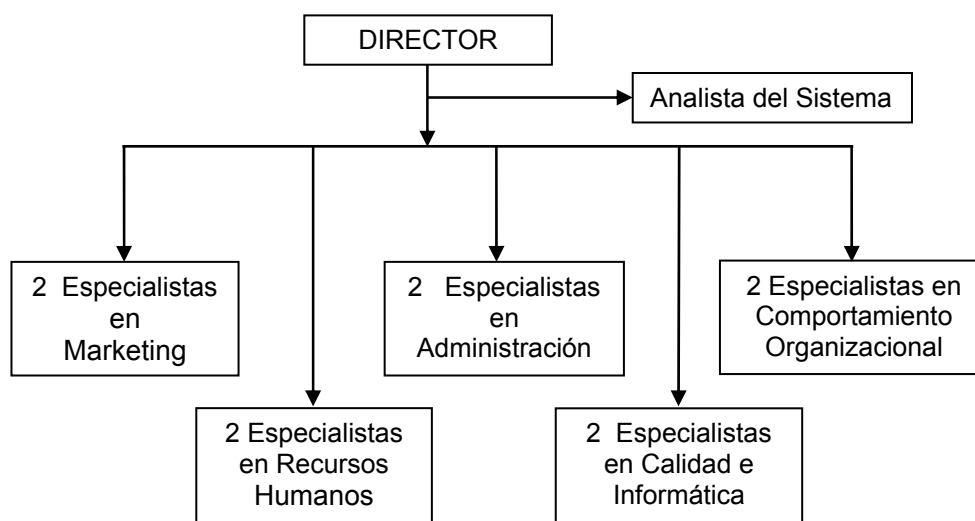 DIRECTOR
Analista del Sistema
2 Especialistas
en
Marketing
2 Especialistas
en
Administración
2 Especialistas en
Comportamiento
Organizacional
2 Especialistas
en Recursos
Humanos
2 Especialistas
en Calidad e
Informática